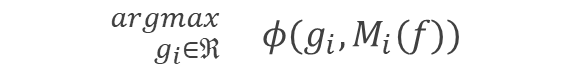 argmax
gᵢ∈ℜ ϕ(gᵢ, Mᵢ(f))